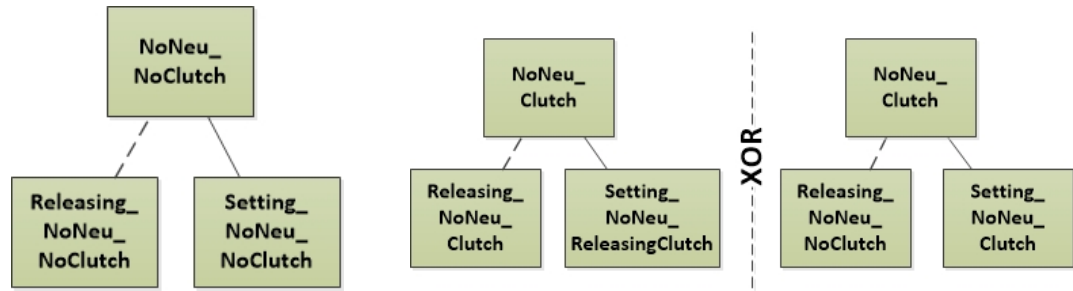 NoNeu_
NoClutch
Releasing_
NoNeu_
NoClutch
Setting_
NoNeu_
NoClutch
NoNeu_
Clutch
Releasing_
NoNeu_
Clutch
Setting_
NoNeu_
ReleasingClutch
XOR
NoNeu_
Clutch
Releasing_
NoNeu_
NoClutch
Setting_
NoNeu_
Clutch